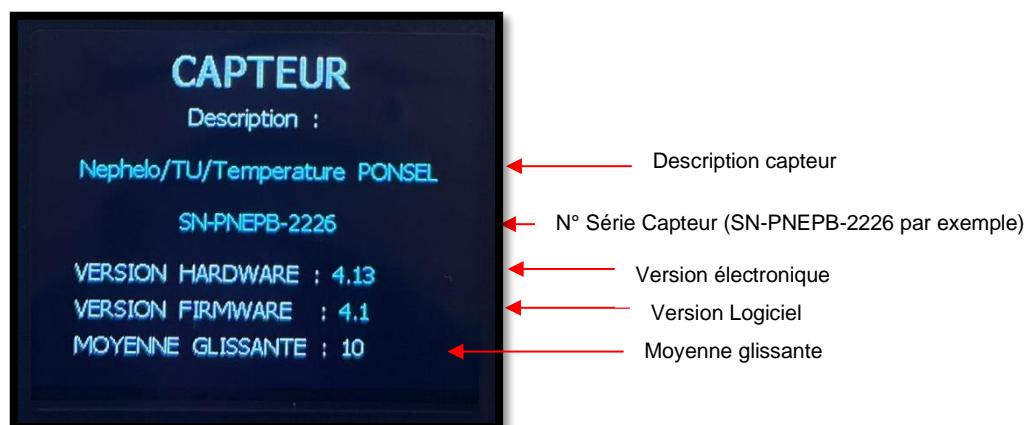 CAPTEUR
Description :
Nephelo/TU/Temperature PONSEL
SN-PNEPB-2226
VERSION HARDWARE : 4.13
VERSION FIRMWARE : 4.1
MOYENNE GLISSANTE : 10
Description capteur
N° Série Capteur (SN-PNEPB-2226 par exemple)
Version électronique
Version Logiciel
Moyenne glissante